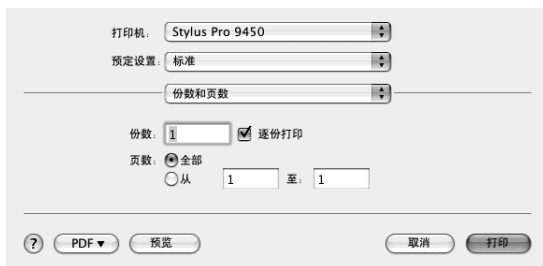 打印机: Stylus Pro 9450
预定设置: 标准
份数和页数
份数: 1 逐份打印
页数: 全部
从 1 至: 1
? PDF▼ 预览 取消 打印